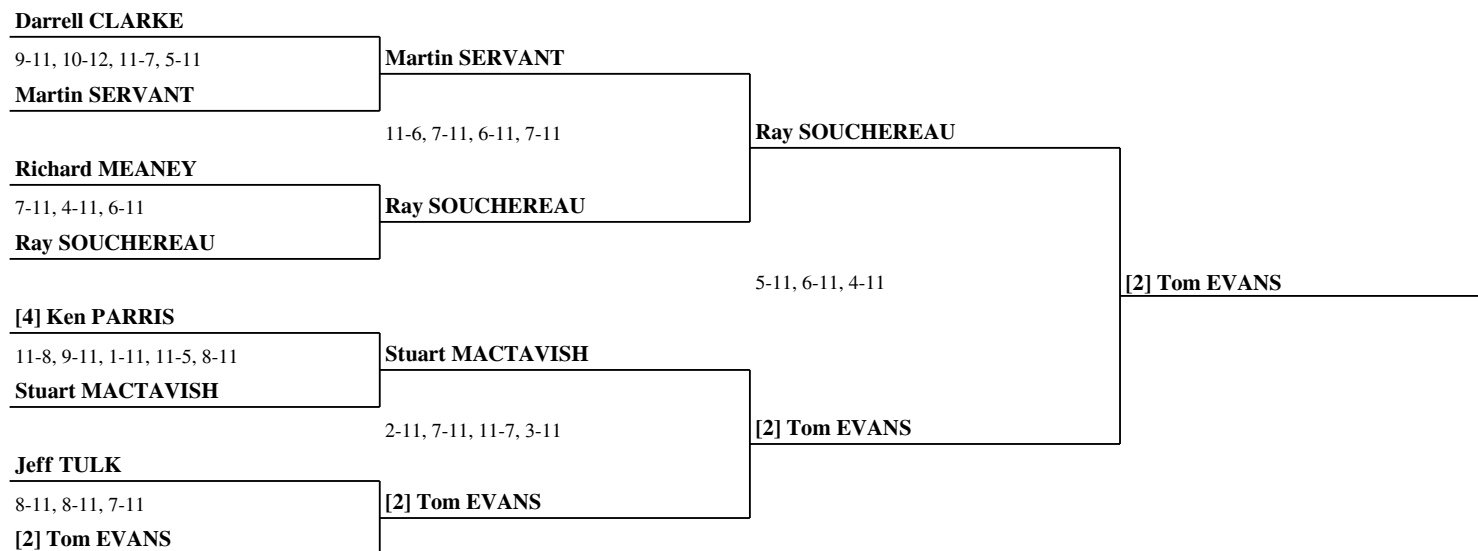 Darrell CLARKE
9-11, 10-12, 11-7, 5-11
Martin SERVANT
Martin SERVANT
11-6, 7-11, 6-11, 7-11
Ray SOUCHEREAU
Richard MEANEY
7-11, 4-11, 6-11
Ray SOUCHEREAU
Ray SOUCHEREAU
5-11, 6-11, 4-11
[2] Tom EVANS
[4] Ken PARRIS
11-8, 9-11, 1-11, 11-5, 8-11
Stuart MACTAVISH
Stuart MACTAVISH
2-11, 7-11, 11-7, 3-11
[2] Tom EVANS
Jeff TULK
8-11, 8-11, 7-11
[2] Tom EVANS
[2] Tom EVANS